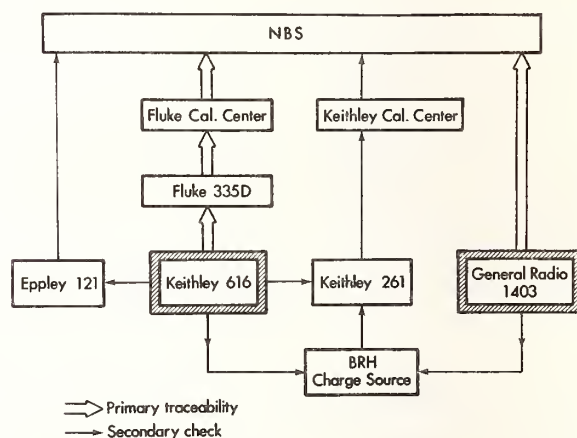 NBS
Fluke Cal. Center
Keithley Cal. Center
Fluke 335D
Eppley 121
Keithley 616
Keithley 261
General Radio
1403
BRH
Charge Source
Primary traceability
Secondary check